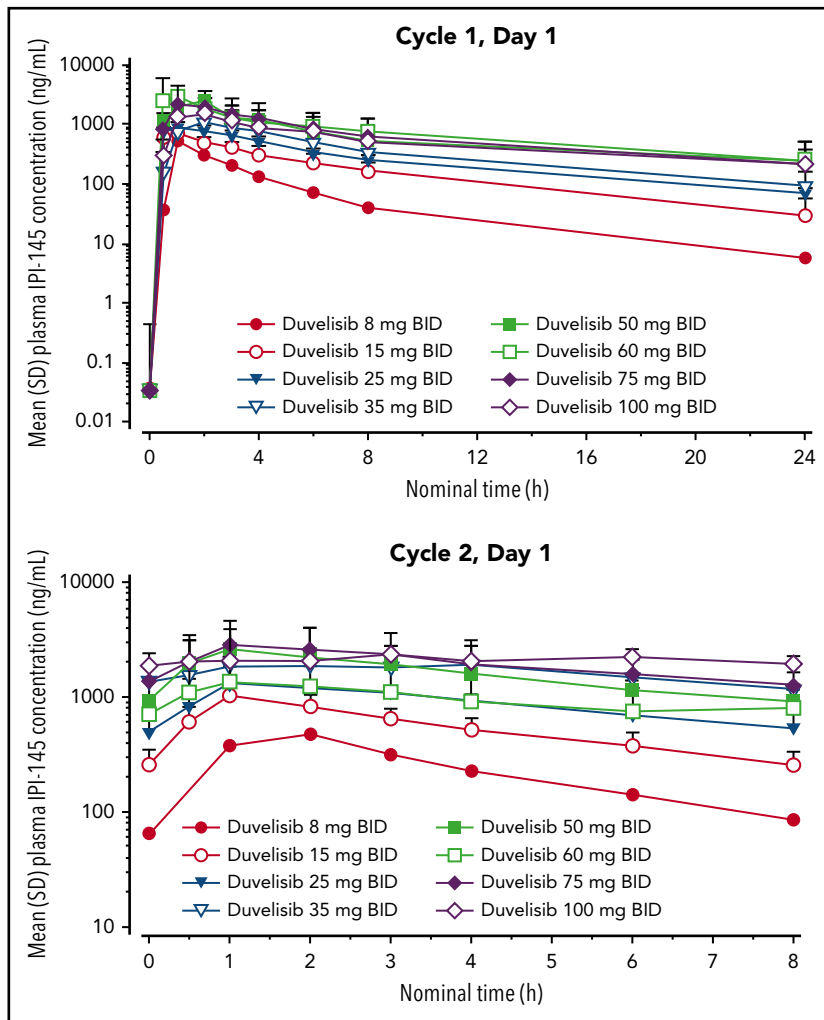 Cycle 1, Day 1
Mean (SD) plasma IPI-145 concentration (ng/mL)
10000
1000
100
10
1
0.1
0.01
Duvelisib 8 mg BID
Duvelisib 15 mg BID
Duvelisib 25 mg BID
Duvelisib 35 mg BID
Duvelisib 50 mg BID
Duvelisib 60 mg BID
Duvelisib 75 mg BID
Duvelisib 100 mg BID
0 4 8 12 16 20 24
Nominal time (h)
Cycle 2, Day 1
Mean (SD) plasma IPI-145 concentration (ng/mL)
10000
1000
100
10
Duvelisib 8 mg BID
Duvelisib 15 mg BID
Duvelisib 25 mg BID
Duvelisib 35 mg BID
Duvelisib 50 mg BID
Duvelisib 60 mg BID
Duvelisib 75 mg BID
Duvelisib 100 mg BID
0 1 2 3 4 5 6 7 8
Nominal time (h)